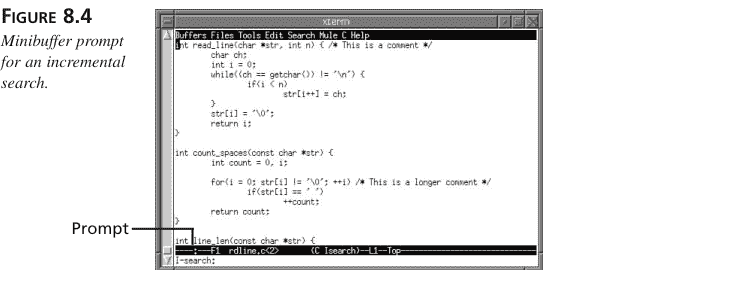 FIGURE 8.4
Minibuffer prompt
for an incremental
search.
xterm
Buffers Files Tools Edit Search Mule C Help
int read_line(char *str, int n) { /* This is a comment */
char ch;
int i = 0;
while((ch == getchar()) != '\n') {
if(i < n)
str[i++] = ch;
}
str[i] = '\0';
return i;
}
int count_spaces(const char *str) {
int count = 0, i;
for(i = 0; str[i] != '\0'; ++i) /* This is a longer comment */
if(str[i] == ' ')
++count;
return count;
}
Prompt
int line_len(const char *str) {
----:---F1 rdline.c<2> (C Isearch)--L1--Top----
I-search: